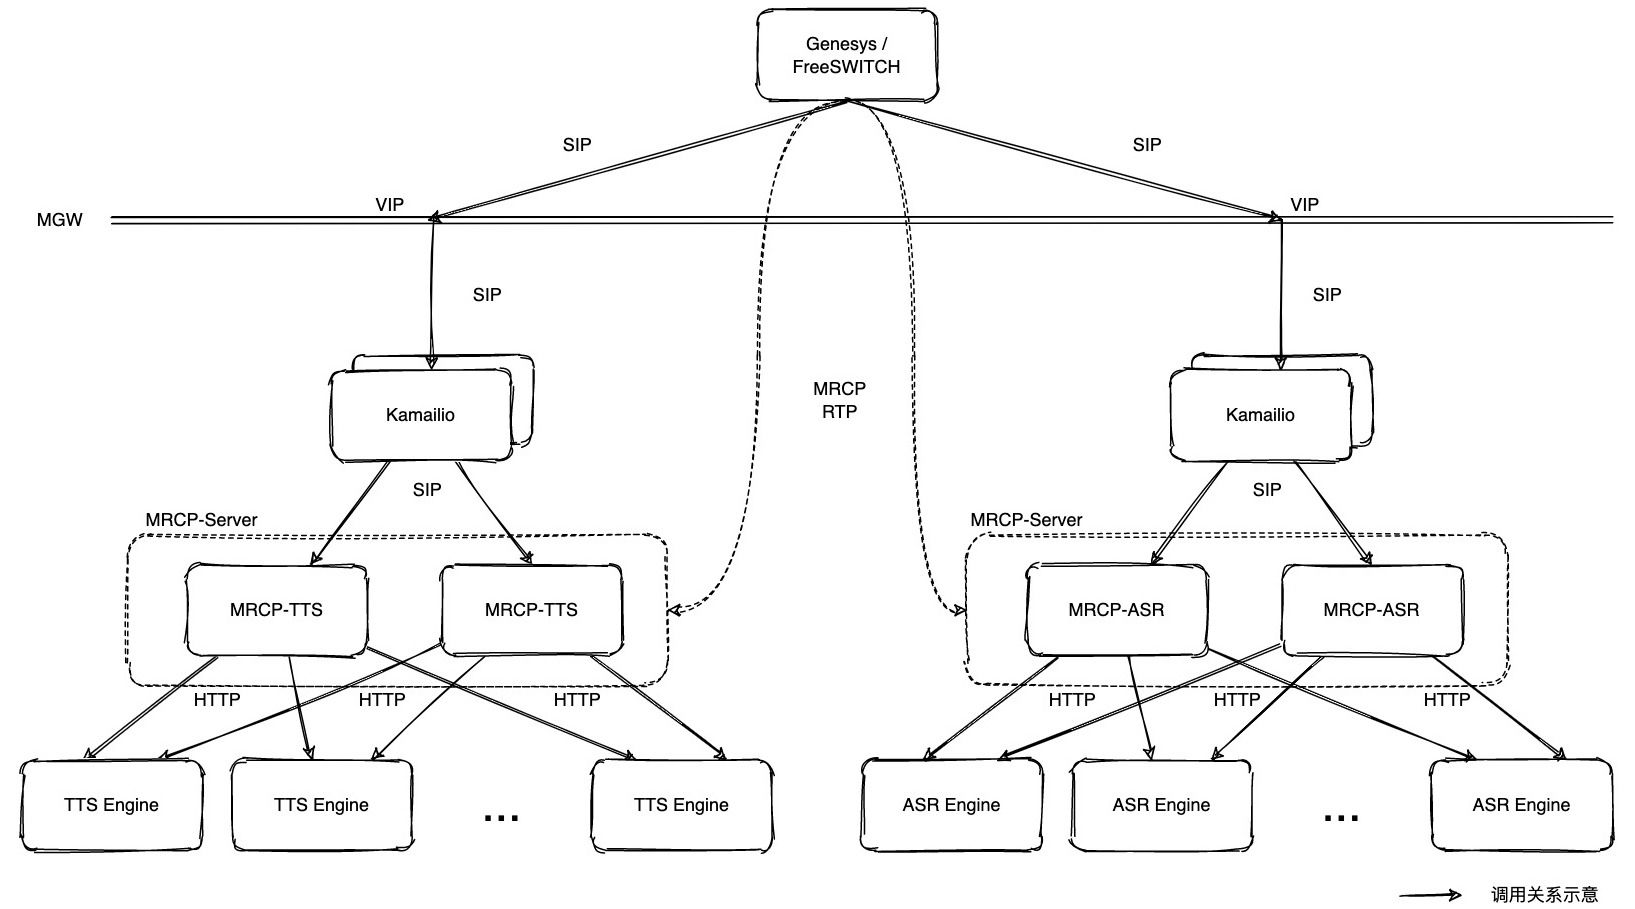 Genesys /
FreeSWITCH
SIP
SIP
VIP
VIP
MGW
SIP
SIP
MRCP
RTP
Kamailio
Kamailio
SIP
SIP
MRCP-Server
MRCP-Server
MRCP-TTS
MRCP-TTS
MRCP-ASR
MRCP-ASR
HTTP
HTTP
HTTP
HTTP
HTTP
HTTP
TTS Engine
TTS Engine
...
TTS Engine
ASR Engine
ASR Engine
...
ASR Engine
调用关系示意